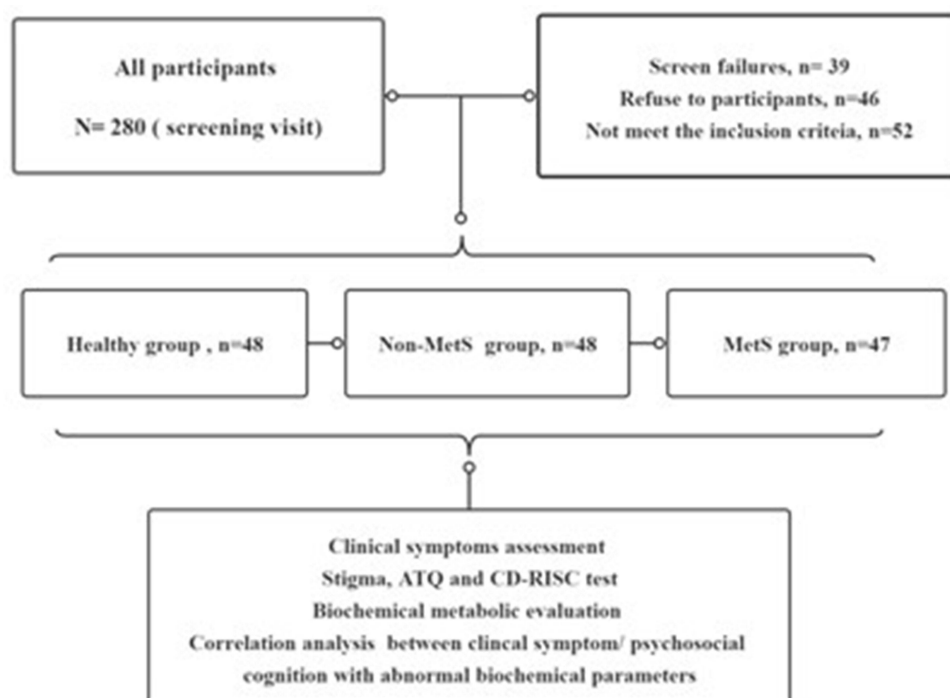 All participants
N= 280 ( screening visit)
Screen failures, n= 39
Refuse to participants, n=46
Not meet the inclusion criteia, n=52
Healthy group , n=48
Non-MetS group, n=48
MetS group, n=47
Clinical symptoms assessment
Stigma, ATQ and CD-RISC test
Biochemical metabolic evaluation
Correlation analysis between clincal symptom/ psychosocial
cognition with abnormal biochemical parameters